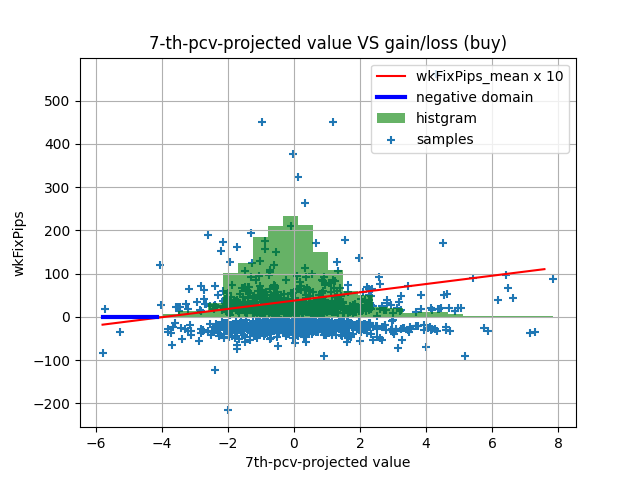 7-th-pcv-projected value VS gain/loss (buy)
wkFixPips_mean x 10
negative domain
histgram
samples
wkFixPips
500
400
300
200
100
0
−100
−200
−6 −4 −2 0 2 4 6 8
7th-pcv-projected value